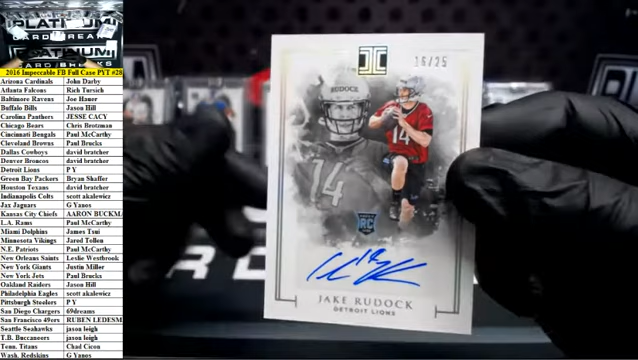 PLATINUM
CARD BREAK
PLATINUM
2016 Impeccable FB Full Case PYT #28
Arizona Cardinals John Darby
Atlanta Falcons Rich Tursich
Baltimore Ravens Joe Hauer
Buffalo Bills Jason Hill
Carolina Panthers JESSE CACY
Chicago Bears Chris Brotzman
Cincinnati Bengals Paul McCarthy
Cleveland Browns Paul Brucks
Dallas Cowboys david bratcher
Denver Broncos david bratcher
Detroit Lions P Y
Green Bay Packers Bryan Shaffer
Houston Texans david bratcher
Indianapolis Colts scott akalewicz
Jax Jaguars G Yanos
Kansas City Chiefs AARON BUCKMA
L.A. Rams Paul McCarthy
Miami Dolphins James Tsui
Minnesota Vikings Jared Tollen
N.E. Patriots Paul McCarthy
New Orleans Saints Leslie Westbrook
New York Giants Justin Miller
New York Jets Paul Brucks
Oakland Raiders Jason Hill
Philadelphia Eagles scott akalewicz
Pittsburgh Steelers P Y
San Diego Chargers 69dreams
San Francisco 49ers RUBEN LEDESM
Seattle Seahawks jason leigh
T.B. Buccaneers jason leigh
Tenn. Titans Chad Cicon
Wash. Redskins G Yanos
16/25
RUDOCK
14
14
RC
JAKE RUDOCK
DETROIT LIONS